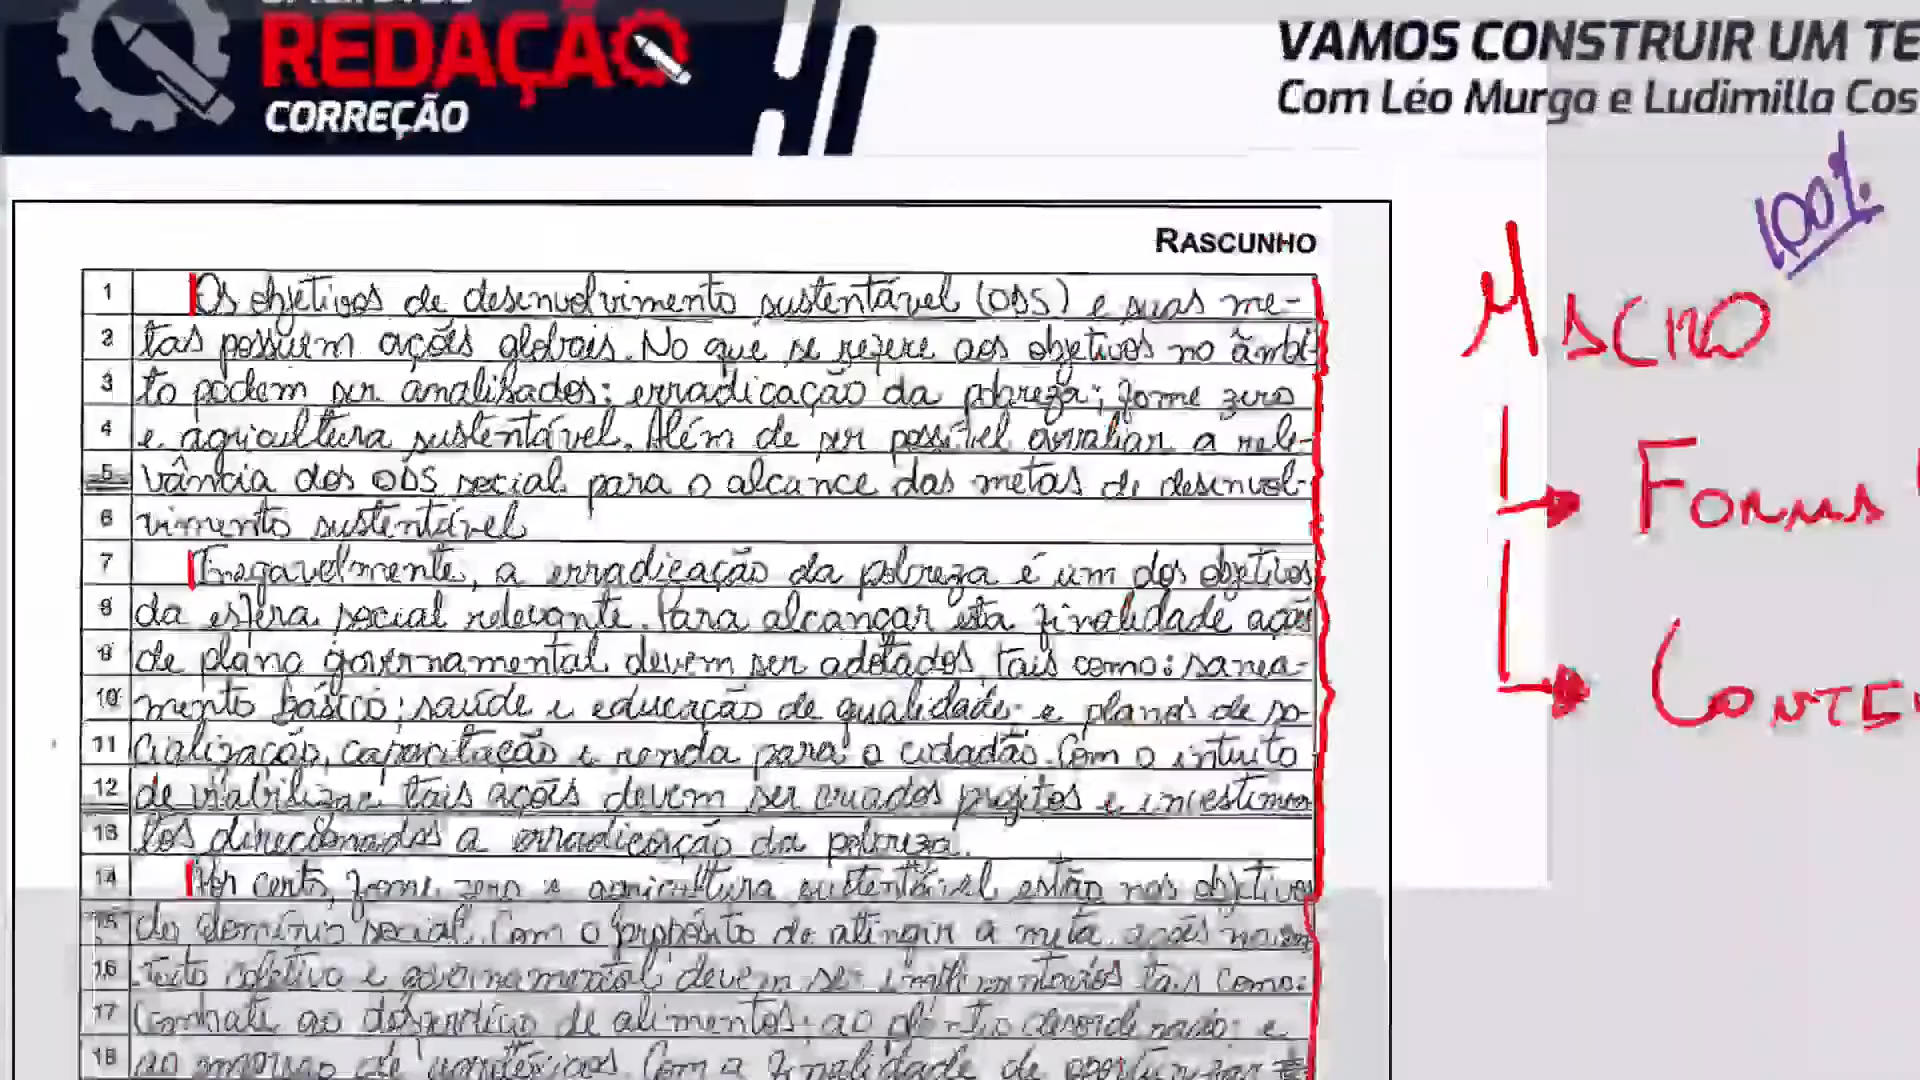 REDAÇÃO
CORREÇÃO
VAMOS CONSTRUIR UM TE
Com Léo Murga e Ludimilla Cos
100%
RASCUNHO
1 Os objetivos de desenvolvimento sustentável (ODS) e suas me-
2 tas possuem ações globais. No que se refere aos objetivos no âmbi-
3 to podem ser analisados: erradicação da pobreza; fome zero
4 e agricultura sustentável. Além de ser possível avaliar a rele-
5 vância dos ODS social para o alcance das metas de desenvol-
6 vimento sustentável
7 Inegavelmente, a erradicação da pobreza é um dos objetivos
8 da esfera social relevante. Para alcançar esta finalidade ações
9 de plano governamental devem ser adotados, tais como: sanea-
10 mento básico; saúde e educação de qualidade; e planos de so-
11 cialização, capacitação e renda para o cidadão. Com o intuito
12 de viabilizar tais ações devem ser criados projetos e investimen
13 tos direcionados a erradicação da pobreza.
14 Por certo, fome zero e agricultura sustentável estão nos objetivos
15 do domínio social. Com o propósito de atingir a meta, ações
16 coletivo e governamental devem ser tais como:
17 combate ao desperdício de alimentos; ao plantio desordenado; e
18 ao de Com a finalidade de oportunizar
MACRO
FORMA
CONTE